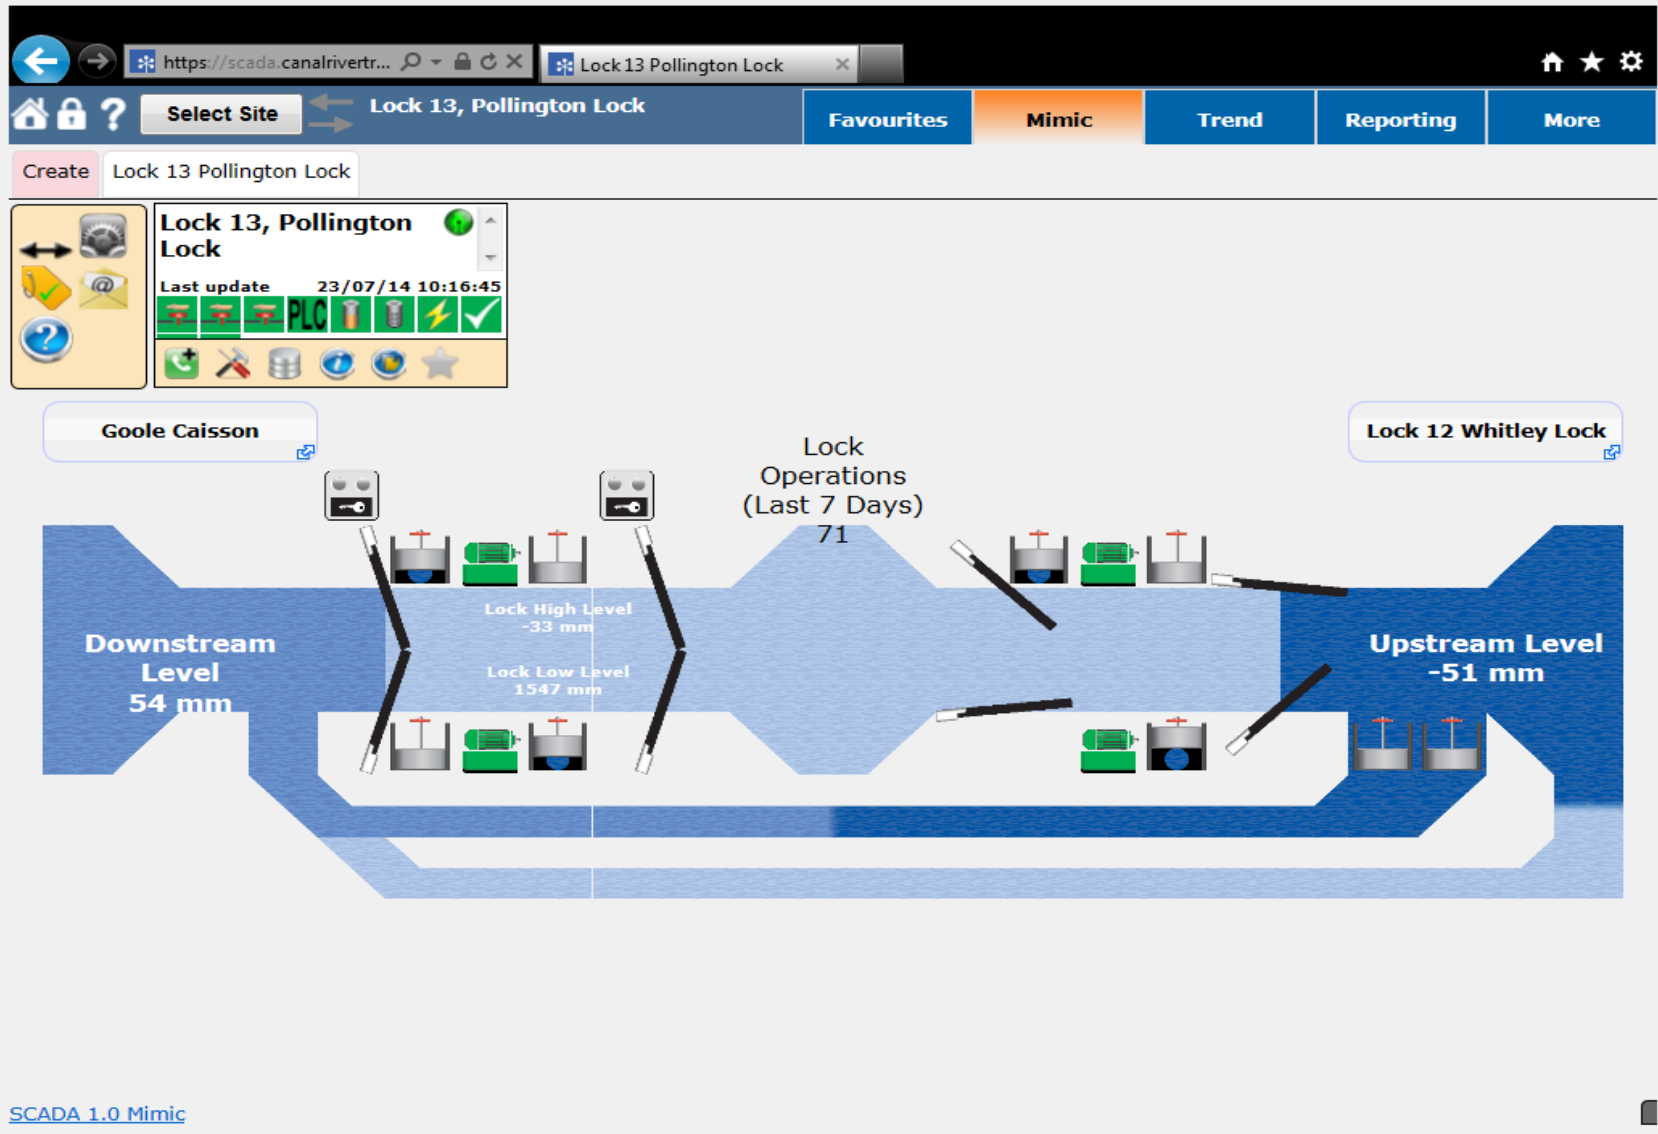 https://scada.canalrivertr...
Lock 13 Pollington Lock
Select Site
Lock 13, Pollington Lock
Favourites
Mimic
Trend
Reporting
More
Create
Lock 13 Pollington Lock
Lock 13, Pollington
Lock
Last update 23/07/14 10:16:45
PLC
Goole Caisson
Lock 12 Whitley Lock
Lock
Operations
(Last 7 Days)
71
Lock High Level
-33 mm
Lock Low Level
1547 mm
Downstream
Level
54 mm
Upstream Level
-51 mm
SCADA 1.0 Mimic